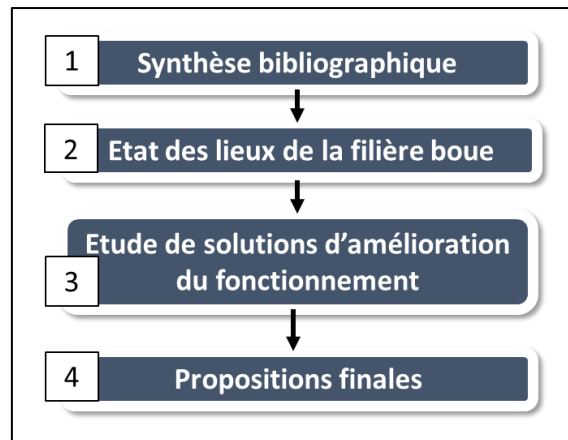 1
Synthèse bibliographique
2
Etat des lieux de la filière boue
3
Etude de solutions d’amélioration
du fonctionnement
4
Propositions finales